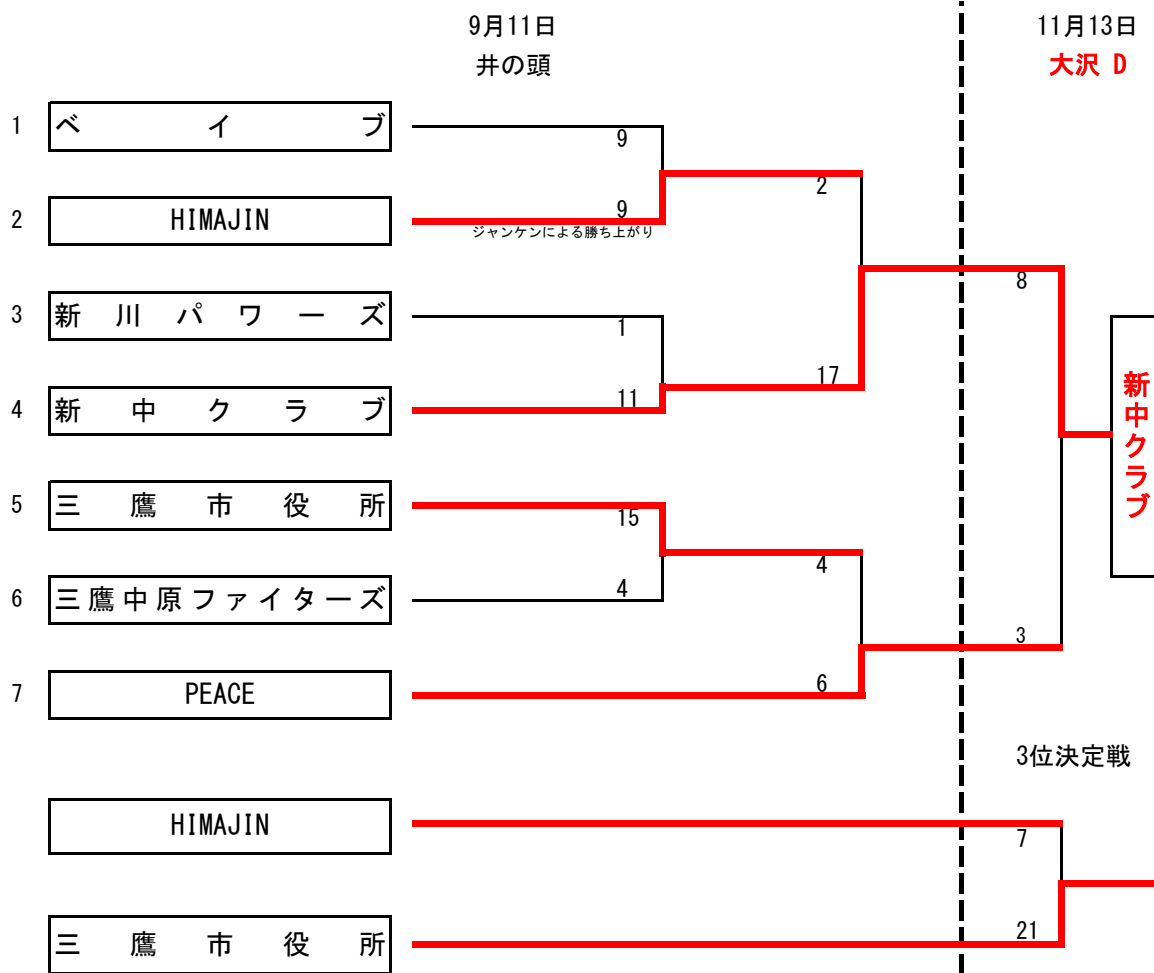 9月11日
11月13日
井の頭
大沢 D
1 ベイブ
9
2
2 HIMAJIN
9
ジャンケンによる勝ち上がり
8
3 新川パワーズ
1
17
4 新中クラブ
11
新中クラブ
5 三鷹市役所
15
4
6 三鷹中原ファイターズ
4
3
7 PEACE
6
3位決定戦
HIMAJIN
7
三鷹市役所
21